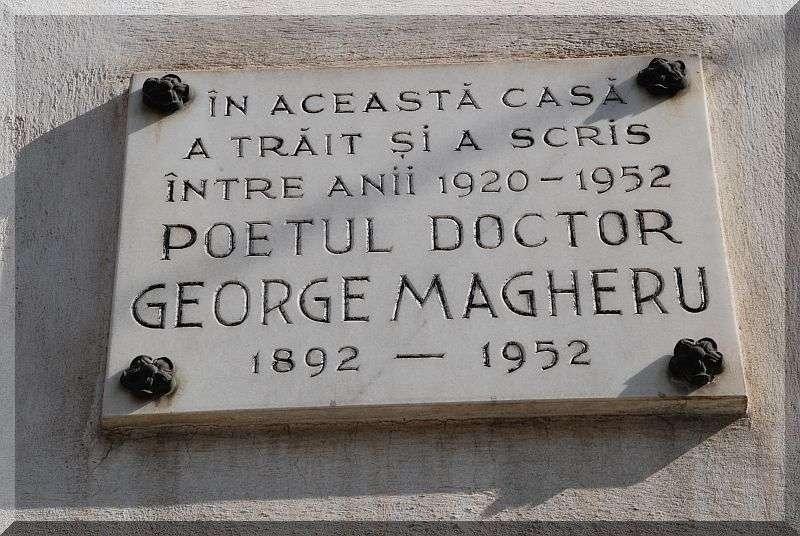 ÎN ACEASTĂ CASĂ
A TRĂIT ȘI A SCRIS
ÎNTRE ANII 1920 – 1952
POETUL DOCTOR
GEORGE MAGHERU
1892 — 1952